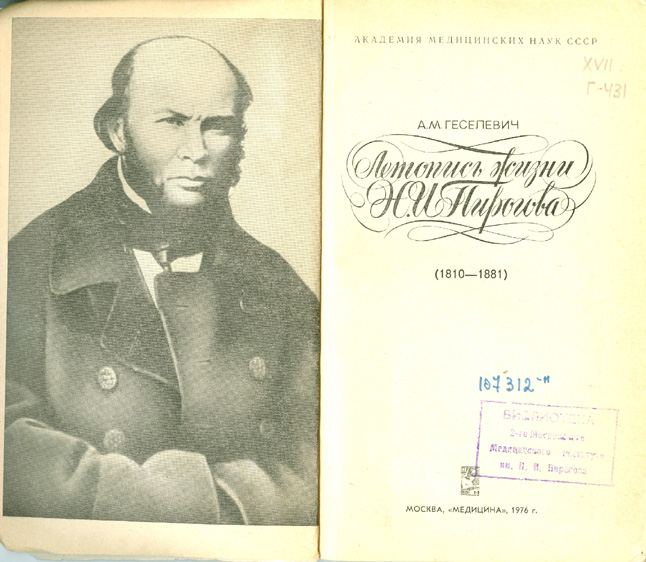 АКАДЕМИЯ МЕДИЦИНСКИХ НАУК СССР
XVII
Г-431
А.М. ГЕСЕЛЕВИЧ
Летопись жизни
Н.И. Пирогова
(1810—1881)
107312-н
БИБЛИОТЕКА
2-го Московского
Медицинского института
им. Н. И. Пирогова
МОСКВА, «МЕДИЦИНА», 1976 г.